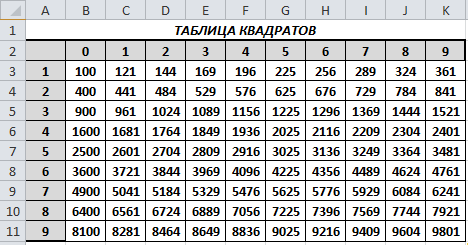 A B C D E F G H I J K
1 ТАБЛИЦА КВАДРАТОВ
2 0 1 2 3 4 5 6 7 8 9
3 1 100 121 144 169 196 225 256 289 324 361
4 2 400 441 484 529 576 625 676 729 784 841
5 3 900 961 1024 1089 1156 1225 1296 1369 1444 1521
6 4 1600 1681 1764 1849 1936 2025 2116 2209 2304 2401
7 5 2500 2601 2704 2809 2916 3025 3136 3249 3364 3481
8 6 3600 3721 3844 3969 4096 4225 4356 4489 4624 4761
9 7 4900 5041 5184 5329 5476 5625 5776 5929 6084 6241
10 8 6400 6561 6724 6889 7056 7225 7396 7569 7744 7921
11 9 8100 8281 8464 8649 8836 9025 9216 9409 9604 9801